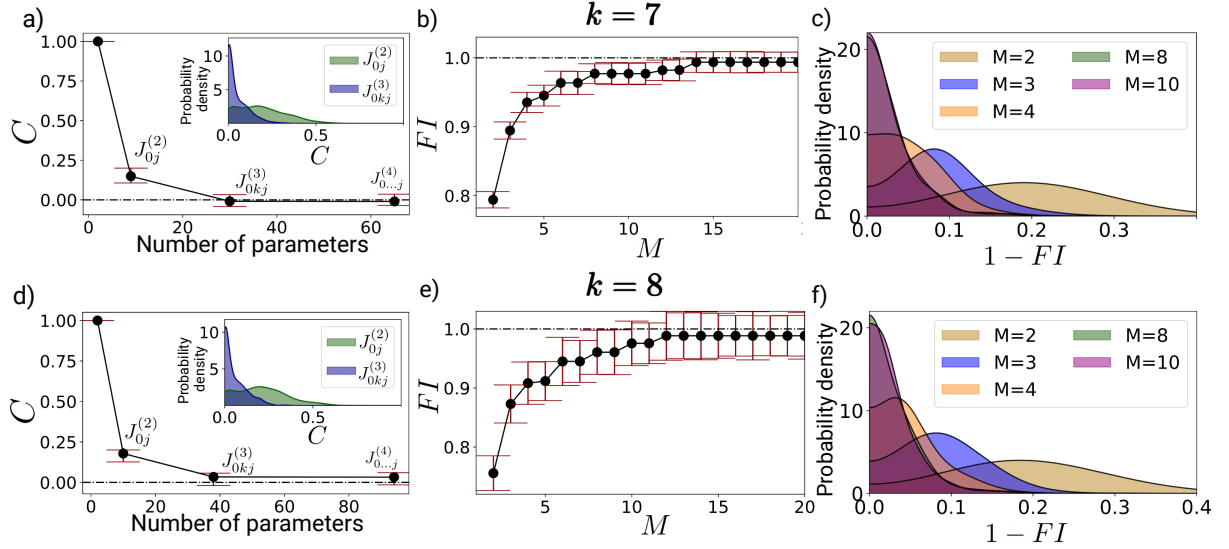 k = 7
a)
1.00
0.75
0.50
0.25
0.00
C
J_{0j}^{(2)}
J_{0kj}^{(3)}
J_{0...j}^{(4)}
0 20 40 60
Number of parameters
Probability
density
10
5
0.0 0.5
C
J_{0j}^{(2)}
J_{0kj}^{(3)}
b)
1.0
0.9
0.8
FI
5 10 15
M
c)
20
10
0
Probability density
M=2
M=3
M=4
M=8
M=10
0.0 0.1 0.2 0.3
1 − FI
k = 8
d)
1.00
0.75
0.50
0.25
0.00
C
J_{0j}^{(2)}
J_{0kj}^{(3)}
J_{0...j}^{(4)}
0 20 40 60 80
Number of parameters
Probability
density
10
5
0.0 0.5
C
J_{0j}^{(2)}
J_{0kj}^{(3)}
e)
1.0
0.9
0.8
FI
5 10 15 20
M
f)
20
10
0
Probability density
M=2
M=3
M=4
M=8
M=10
0.0 0.1 0.2 0.3 0.4
1 − FI